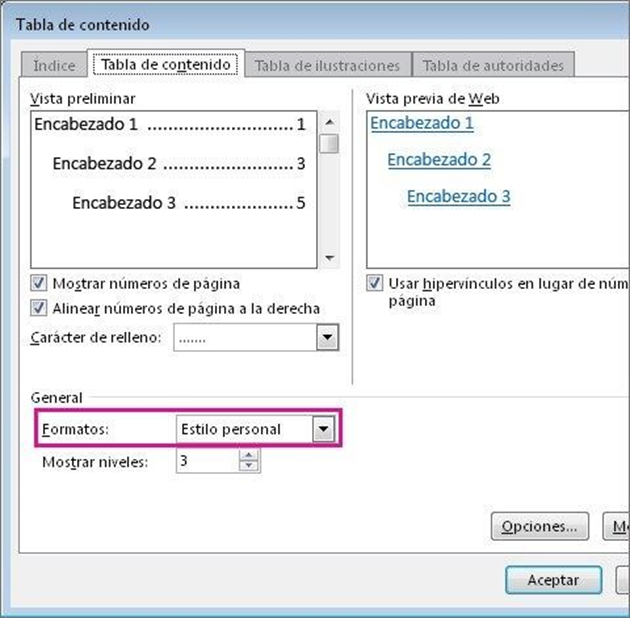 Tabla de contenido
Índice
Tabla de contenido
Tabla de ilustraciones
Tabla de autoridades
Vista preliminar
Encabezado 1 ............................ 1
Encabezado 2 ......................... 3
Encabezado 3 ..................... 5
Mostrar números de página
Alinear números de página a la derecha
Carácter de relleno: .......
Vista previa de Web
Encabezado 1
Encabezado 2
Encabezado 3
Usar hipervínculos en lugar de núm
página
General
Formatos: Estilo personal
Mostrar niveles: 3
Opciones...
Aceptar